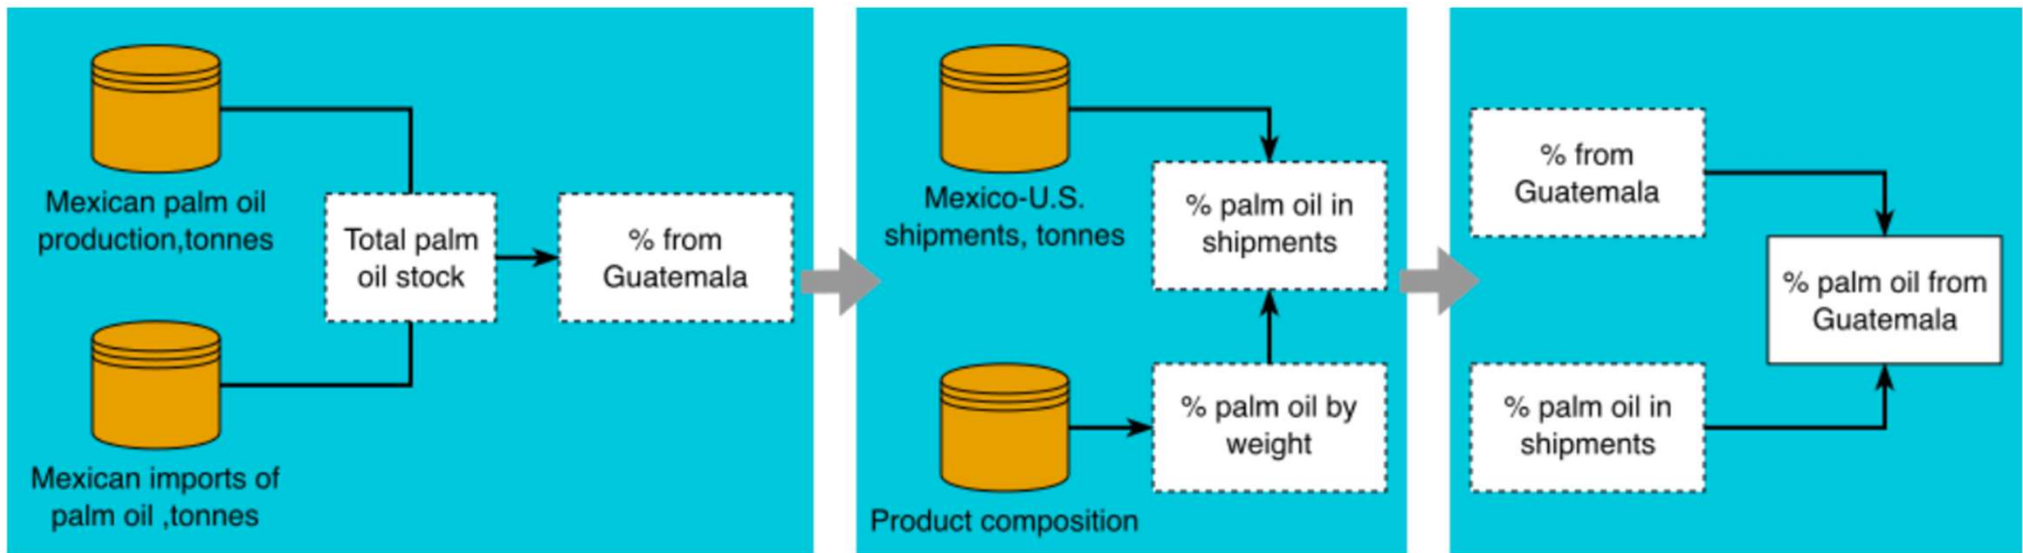 Mexican palm oil
production,tonnes
Mexican imports of
palm oil ,tonnes
Total palm
oil stock
% from
Guatemala
Mexico-U.S.
shipments, tonnes
% palm oil in
shipments
Product composition
% palm oil by
weight
% from
Guatemala
% palm oil in
shipments
% palm oil from
Guatemala